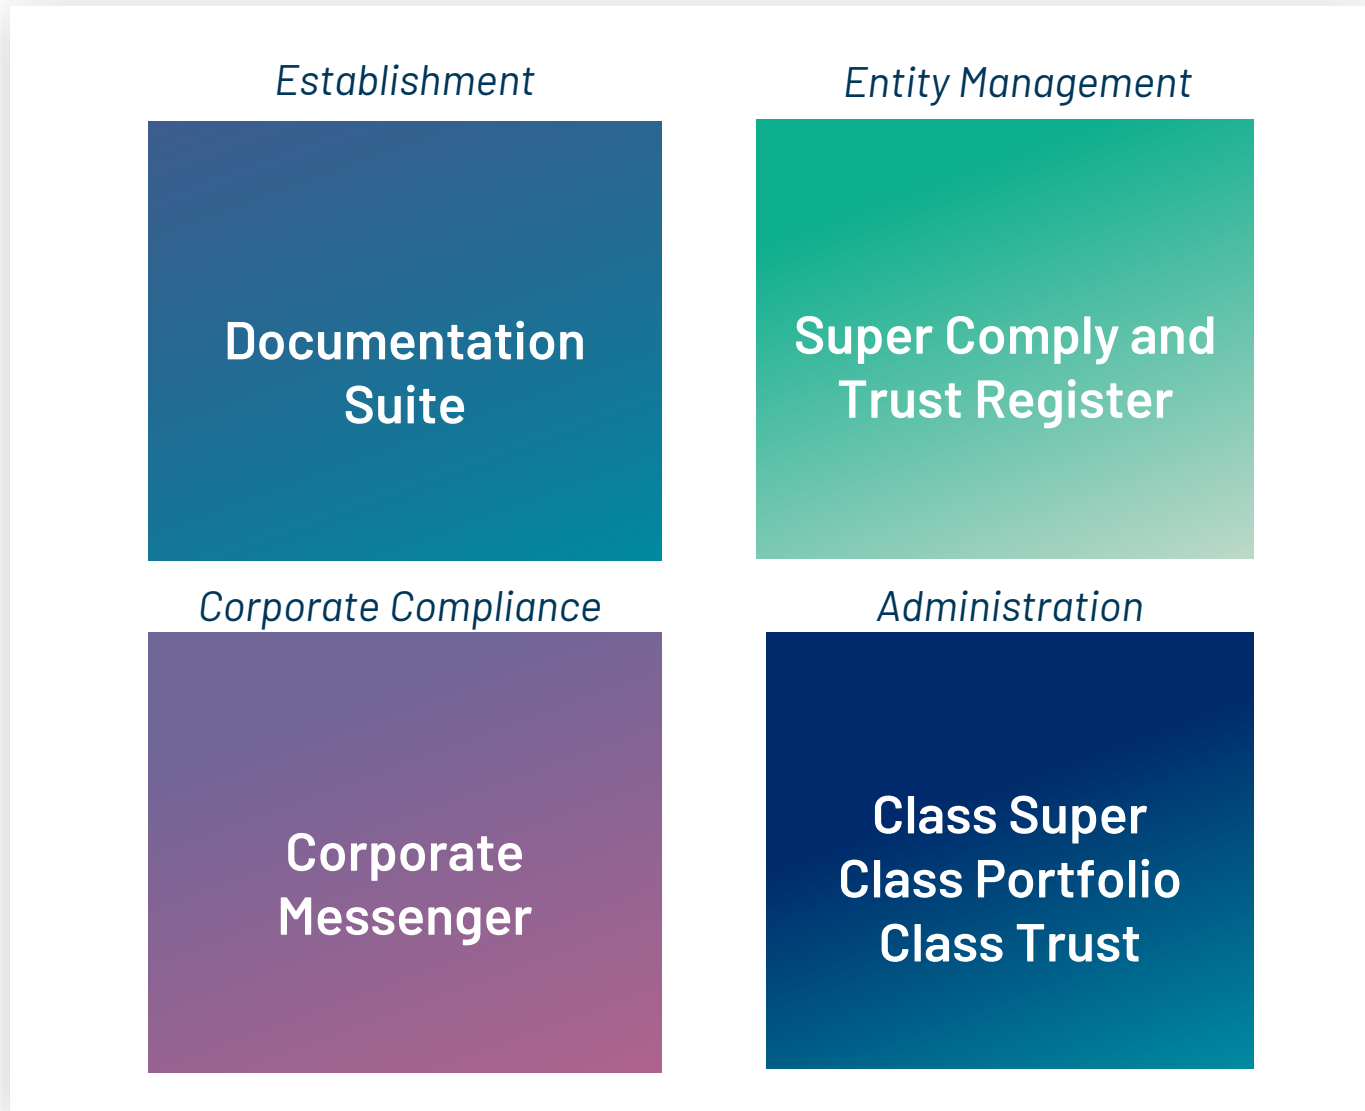 Establishment
Documentation
Suite
Entity Management
Super Comply and
Trust Register
Corporate Compliance
Corporate
Messenger
Administration
Class Super
Class Portfolio
Class Trust